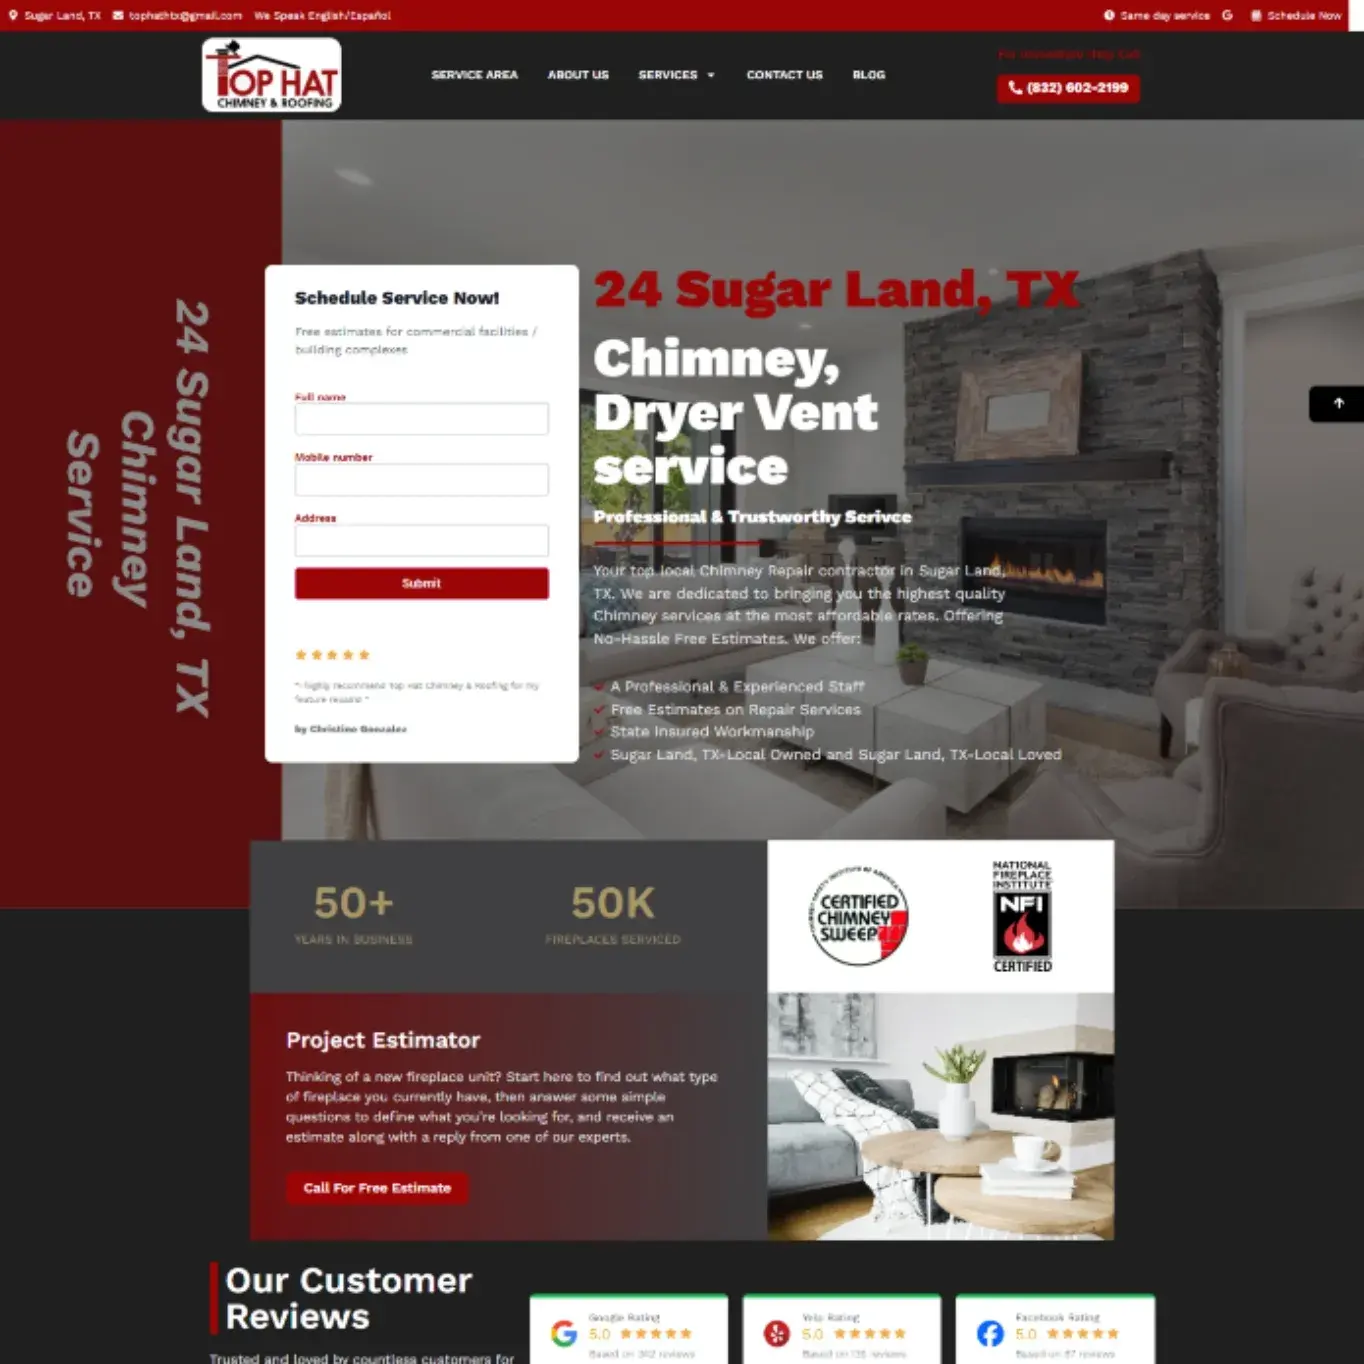 Sugar Land, TX
tophathtx@gmail.com
We Speak English/Español
Same day service
Schedule Now
TOP HAT
CHIMNEY & ROOFING
SERVICE AREA
ABOUT US
SERVICES
CONTACT US
BLOG
For Immediate Help Call
(832) 602-2199
24 Sugar Land, TX
Chimney
Service
Schedule Service Now!
Free estimates for commercial facilities /
building complexes
Full name
Mobile number
Address
Submit
highly recommend Top Hat Chimney & Roofing for my
by Christina Gonzalez
24 Sugar Land, TX
Chimney,
Dryer Vent
service
Professional & Trustworthy Serivce
Your top local Chimney Repair contractor in Sugar Land,
TX. We are dedicated to bringing you the highest quality
Chimney services at the most affordable rates. Offering
No-Hassle Free Estimates. We offer:
A Professional & Experienced Staff
Free Estimates on Repair Services
State Insured Workmanship
Sugar Land, TX-Local Owned and Sugar Land, TX-Local Loved
50+
YEARS IN BUSINESS
50K
FIREPLACES SERVICED
CERTIFIED
CHIMNEY
SWEEP
NATIONAL
FIREPLACE
INSTITUTE
NFI
CERTIFIED
Project Estimator
Thinking of a new fireplace unit? Start here to find out what type
of fireplace you currently have, then answer some simple
questions to define what you're looking for, and receive an
estimate along with a reply from one of our experts.
Call For Free Estimate
Our Customer
Reviews
Trusted and loved by countless customers for
Google Rating
5.0
Based on 302 reviews
Yelp Rating
5.0
Based on 135 reviews
Facebook Rating
5.0
Based on 87 reviews